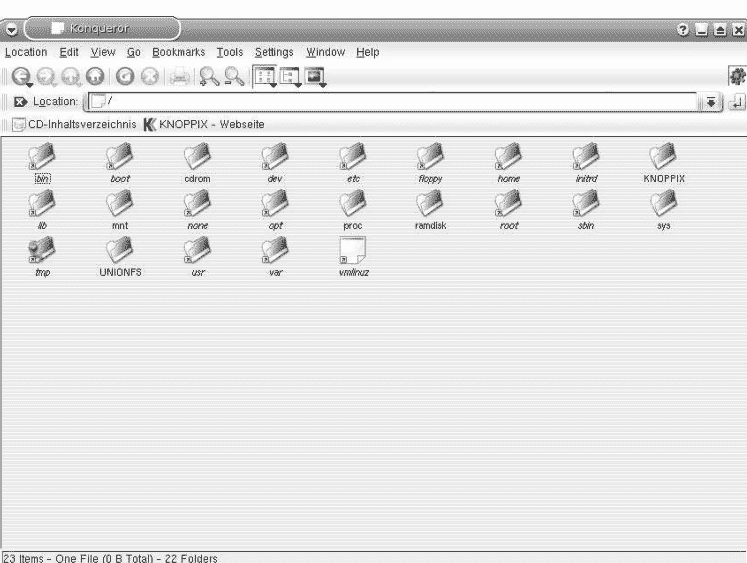 Konqueror
Location Edit View Go Bookmarks Tools Settings Window Help
Location: /
CD-Inhaltsverzeichnis KNOPPIX - Webseite
bin boot cdrom dev etc floppy home initrd KNOPPIX
lib mnt none opt proc ramdisk root sbin sys
tmp UNIONFS usr var vmlinuz
23 Items - One File (0 B Total) - 22 Folders